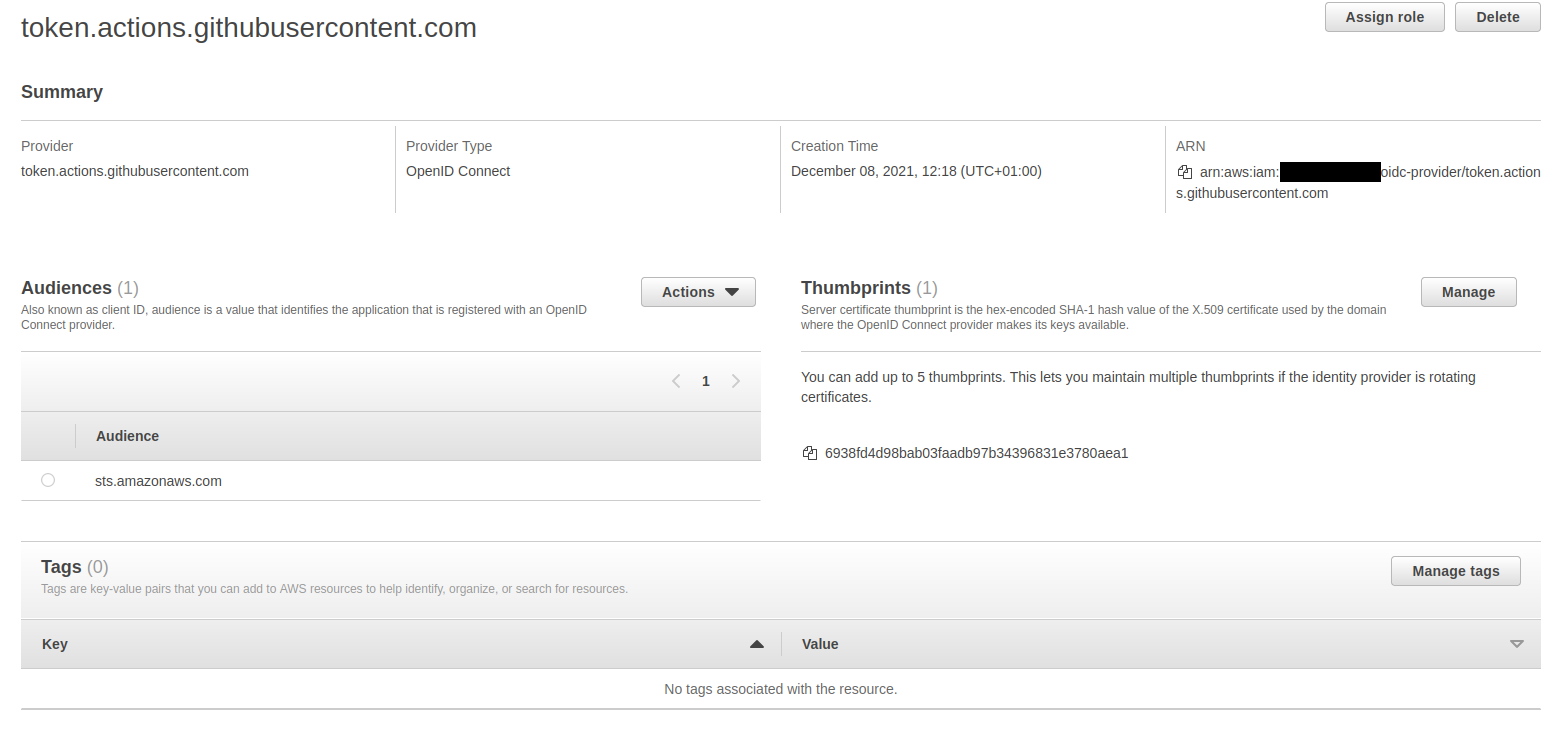 token.actions.githubusercontent.com
Assign role
Delete
Summary
Provider
token.actions.githubusercontent.com
Provider Type
OpenID Connect
Creation Time
December 08, 2021, 12:18 (UTC+01:00)
ARN
arn:aws:iam: oidc-provider/token.action
s.githubusercontent.com
Audiences (1)
Also known as client ID, audience is a value that identifies the application that is registered with an OpenID
Connect provider.
Actions
1
Audience
sts.amazonaws.com
Thumbprints (1)
Server certificate thumbprint is the hex-encoded SHA-1 hash value of the X.509 certificate used by the domain
where the OpenID Connect provider makes its keys available.
Manage
You can add up to 5 thumbprints. This lets you maintain multiple thumbprints if the identity provider is rotating
certificates.
6938fd4d98bab03faadb97b34396831e3780aea1
Tags (0)
Tags are key-value pairs that you can add to AWS resources to help identify, organize, or search for resources.
Manage tags
Key
Value
No tags associated with the resource.